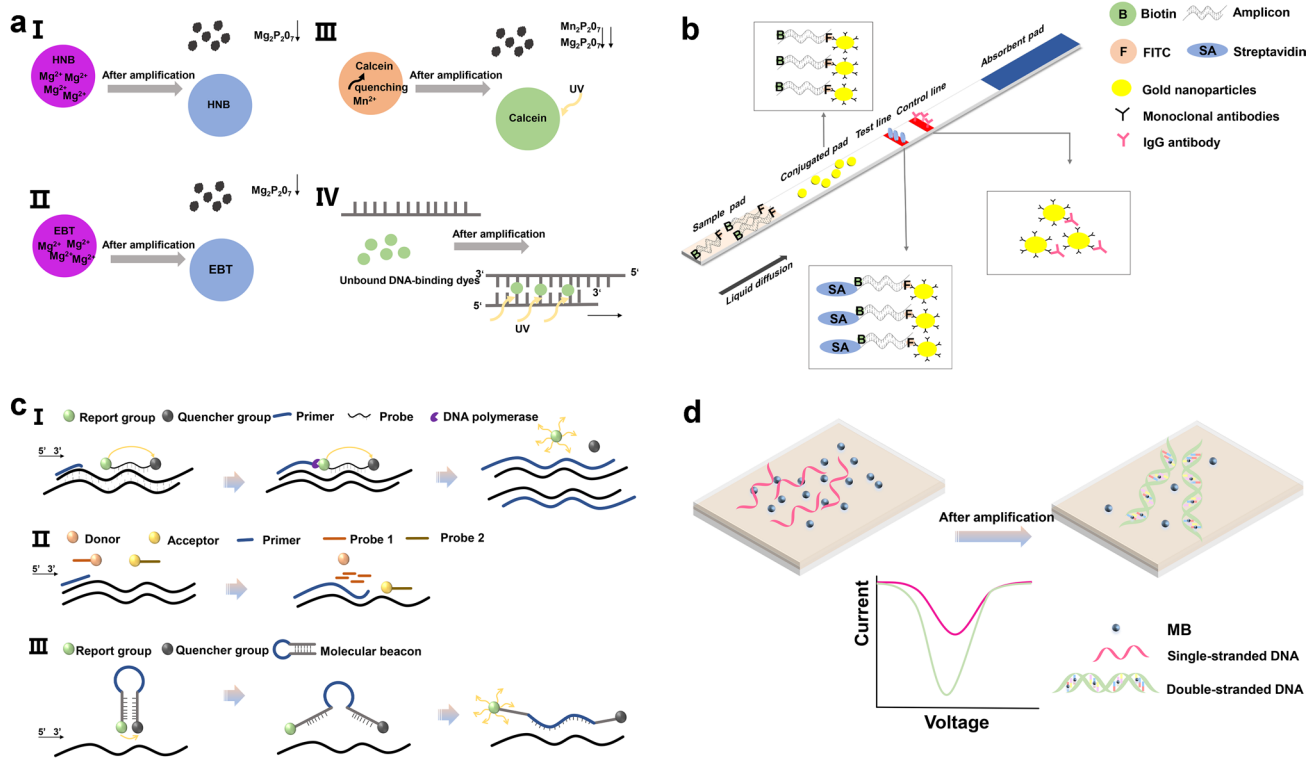 a
I
HNB
Mg²⁺ Mg²⁺
Mg²⁺
Mg²⁺
After amplification
Mg₂P₂0₇↓
HNB
III
Calcein
quenching
Mn²⁺
After amplification
Mn₂P₂0₇
Mg₂P₂0₇↓↓
UV
Calcein
II
EBT
Mg²⁺ Mg²⁺
Mg²⁺Mg²⁺
After amplification
Mg₂P₂0₇↓
EBT
IV
Unbound DNA-binding dyes
After amplification
3‘ 5‘
3‘
5‘
UV
b
B F
B F
B F
Sample pad
Conjugated pad
Test line
Control line
Absorbent pad
B F
B F
B F
Liquid diffusion
SA B F
SA B F
SA B F
B Biotin
Amplicon
F FITC
SA Streptavidin
Gold nanoparticles
Monoclonal antibodies
IgG antibody
c
I
Report group
Quencher group
Primer
Probe
DNA polymerase
5' 3'
II
Donor
Acceptor
Primer
Probe 1
Probe 2
5' 3'
III
Report group
Quencher group
Molecular beacon
5' 3'
d
After amplification
Current
Voltage
MB
Single-stranded DNA
Double-stranded DNA